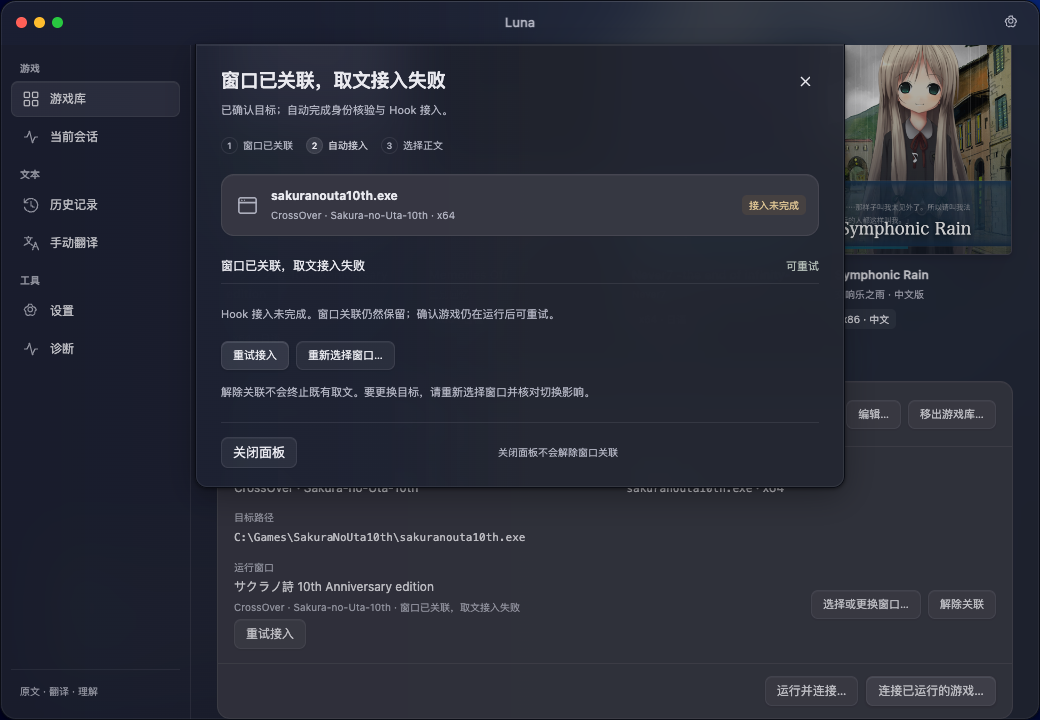 Luna
游戏
游戏库
当前会话
文本
历史记录
手动翻译
工具
设置
诊断
原文 · 翻译 · 理解
窗口已关联，取文接入失败
已确认目标；自动完成身份核验与 Hook 接入。
1 窗口已关联 2 自动接入 3 选择正文
sakuranouta10th.exe
CrossOver · Sakura-no-Uta-10th · x64
接入未完成
窗口已关联，取文接入失败
可重试
Hook 接入未完成。窗口关联仍然保留；确认游戏仍在运行后可重试。
重试接入 重新选择窗口...
解除关联不会终止既有取文。要更换目标，请重新选择窗口并核对切换影响。
关闭面板
关闭面板不会解除窗口关联
Symphonic Rain
ymphonic Rain
响乐之雨 · 中文版
x86 · 中文
编辑... 移出游戏库...
CrossOver · Sakura-no-Uta-10th
sakuranouta10th.exe · x64
目标路径
C:\Games\SakuraNoUta10th\sakuranouta10th.exe
运行窗口
サクラノ詩 10th Anniversary edition
CrossOver · Sakura-no-Uta-10th · 窗口已关联，取文接入失败
重试接入
选择或更换窗口... 解除关联
运行并连接... 连接已运行的游戏...